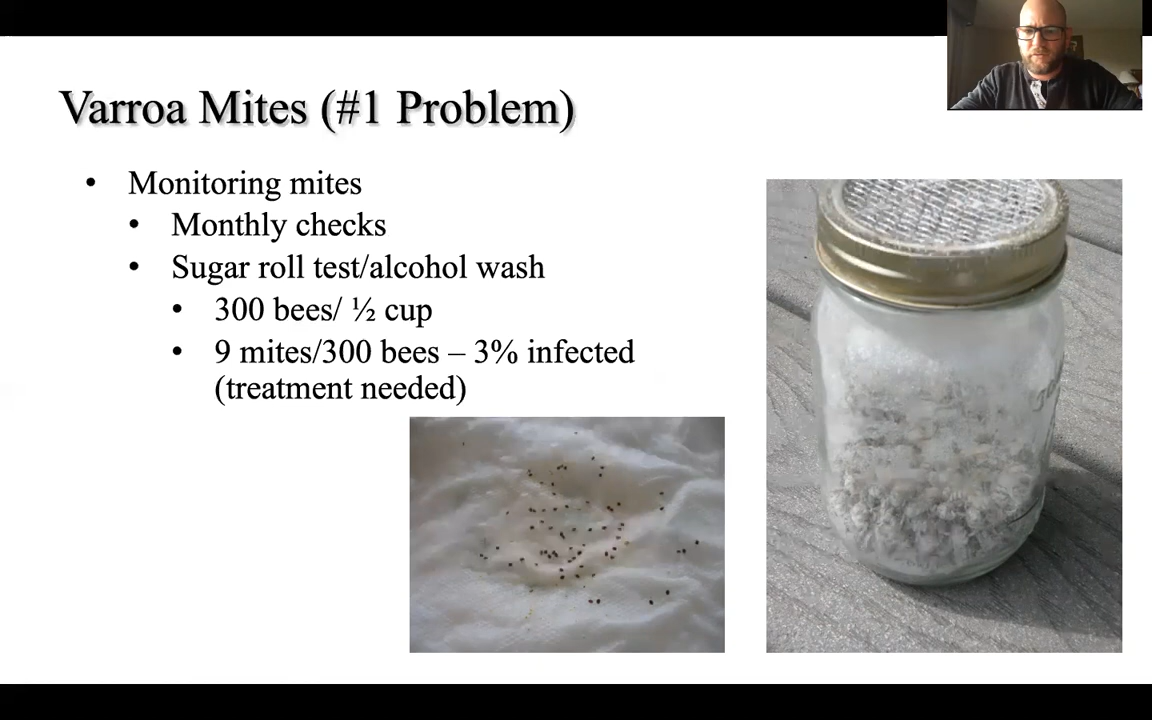 Varroa Mites (#1 Problem)
• Monitoring mites
• Monthly checks
• Sugar roll test/alcohol wash
• 300 bees/ ½ cup
• 9 mites/300 bees – 3% infected
(treatment needed)